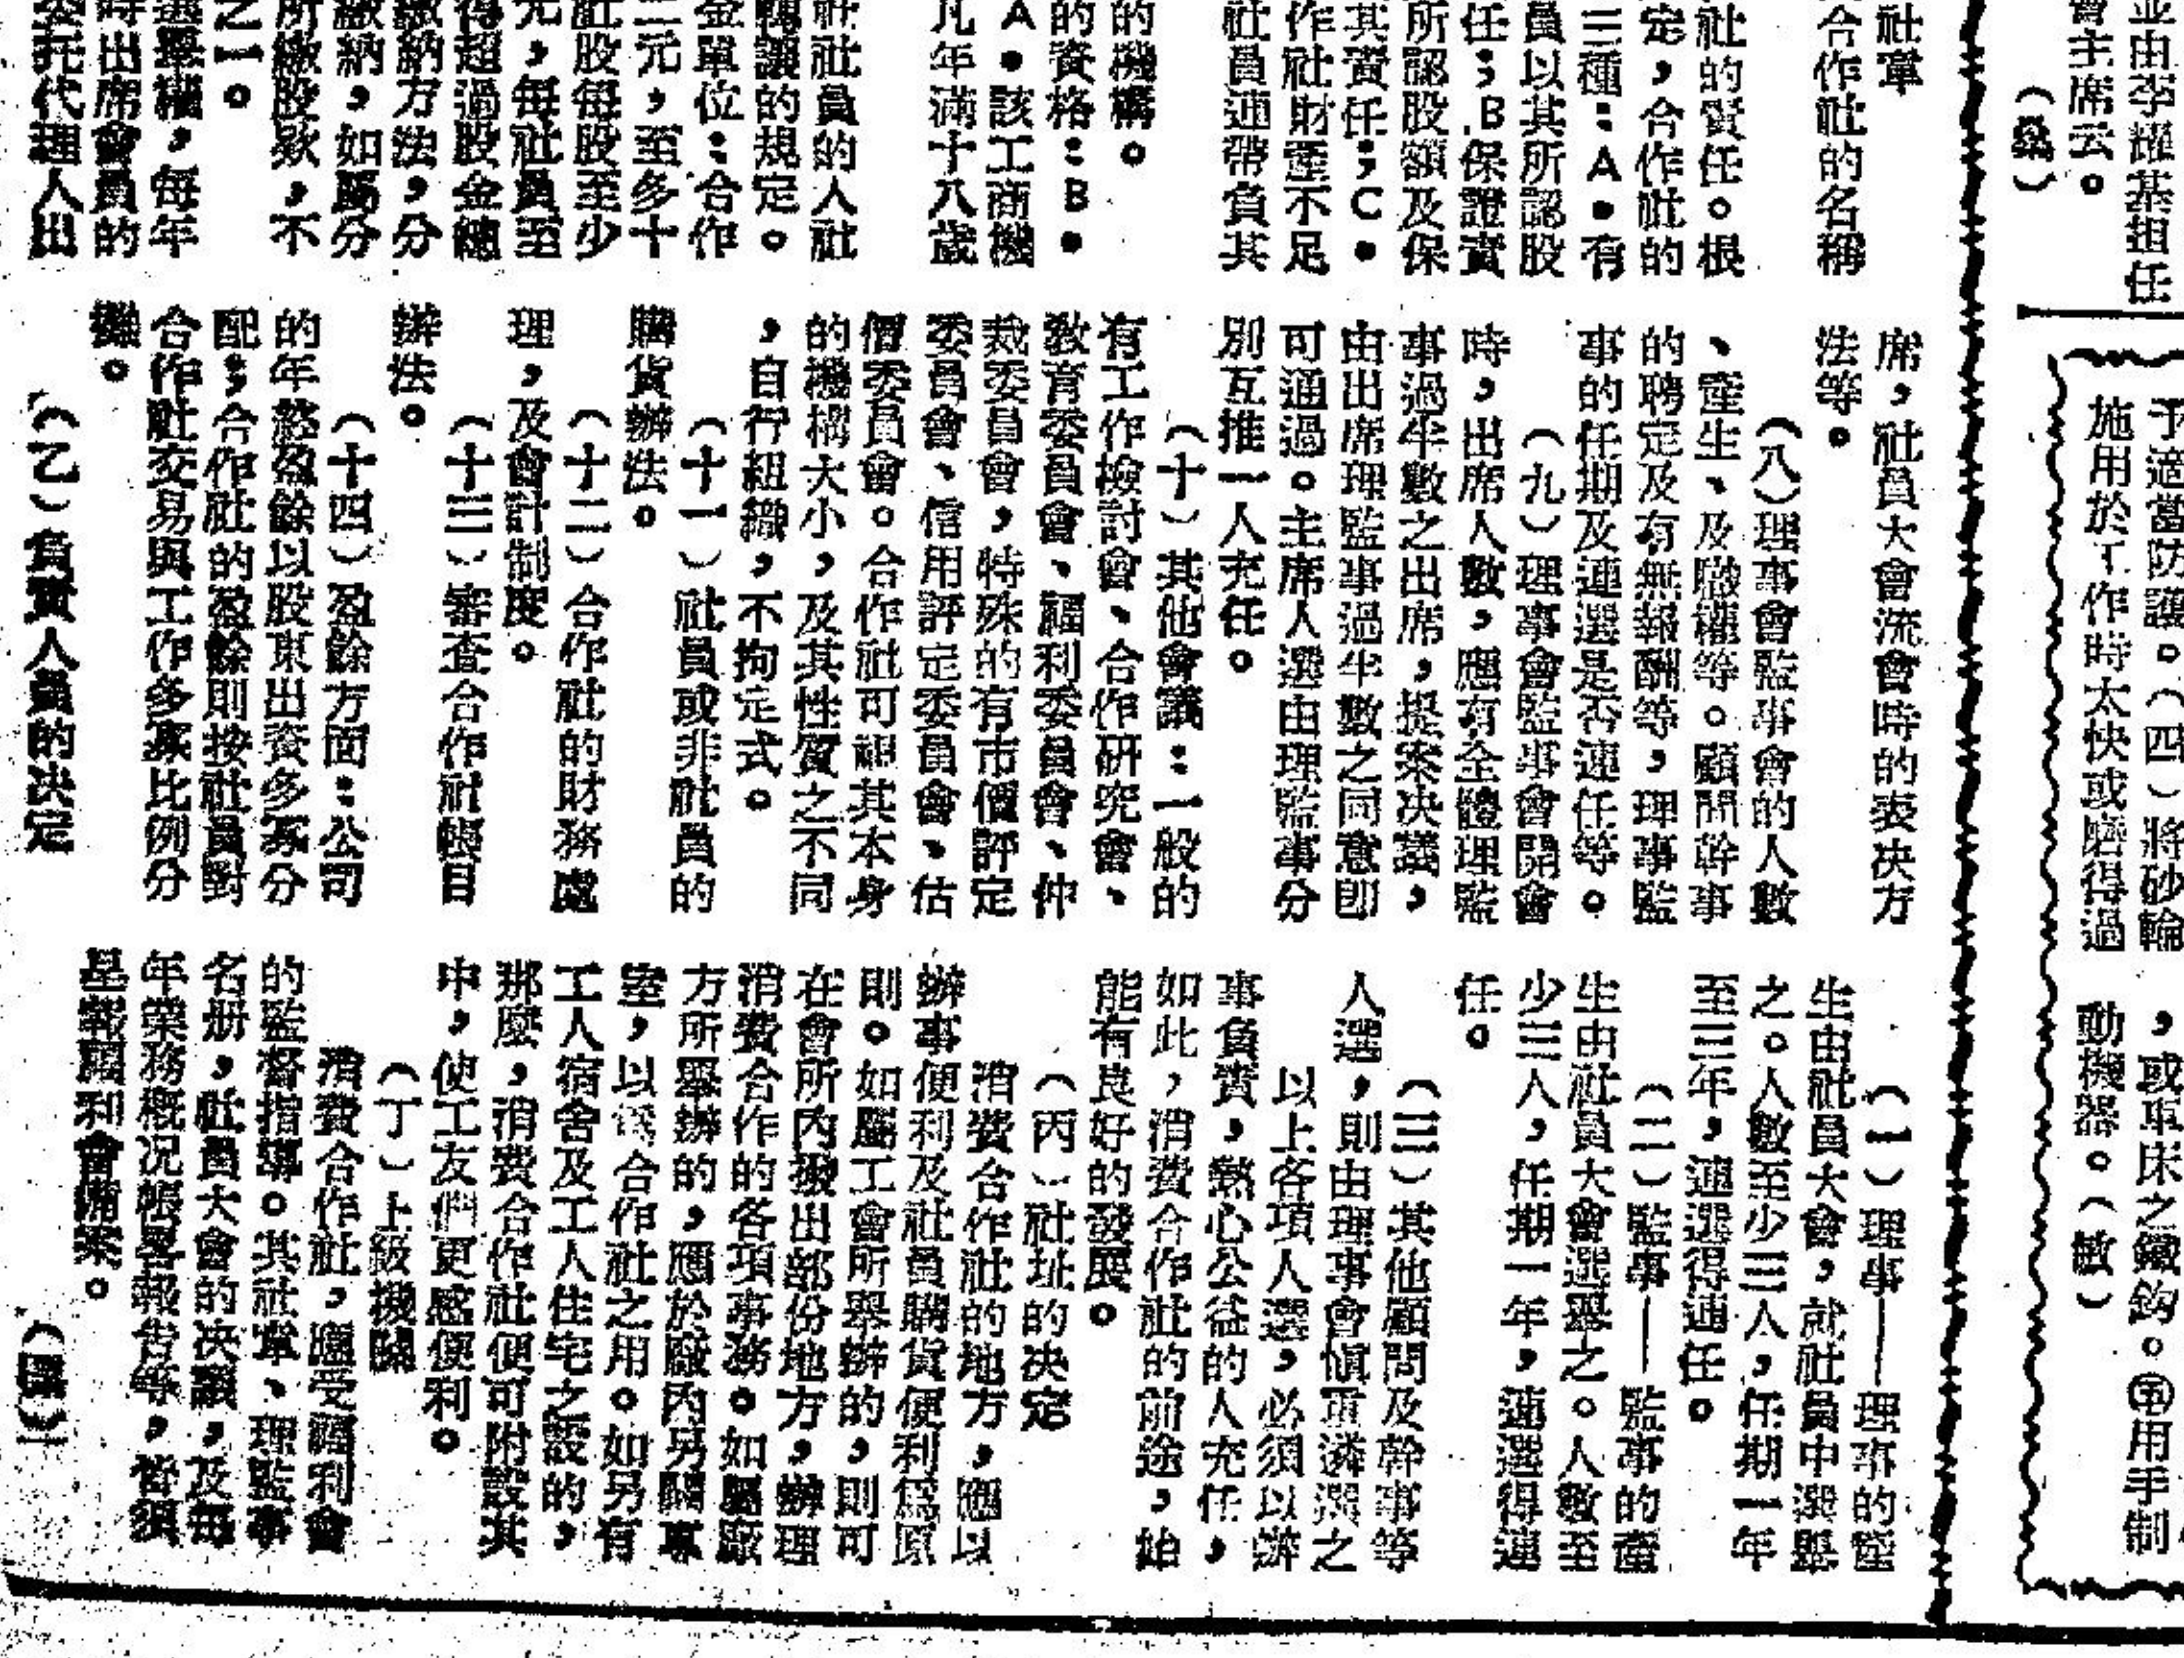 並由李耀基担任
會主席云。
（燊）
予適當防護。（四）將砂輪
施用於工作時太快或磨得過
，或車床之鐵鈎。㊄用手制
動機器。（敏）
社章
合作社的名稱
社的責任。根
定，合作社的
三種：A•有
員以其所認股
任；B保證責
所認股額及保
其責任；C•
作社財產不足
社員連帶負其
的機構。
的資格：B•
A•該工商機
凡年滿十八歲
社社員的人社
轉讓的規定。
金單位：合作
二元，至多十
社股每股至少
元，每社員至
得超過股金總
繳納方法，分
繳納，如屬分
所繳股款，不
之一。
選舉權，每年
時出席會員的
委托代理人出
席，社員大會流會時的表決方
法等。
（八）理事會監事會的人數
、產生、及職權等。顧問幹事
的聘定及有無報酬等，理事監
事的任期及連選是否連任等。
（九）理事會監事會開會
時，出席人數，應有全體理監
事過半數之出席，提案决議，
由出席理監事過半數之同意卽
可通過。主席人選由理監事分
別互推一人充任。
（十）其他會議：一般的
有工作檢討會、合作研究會、
敎育委員會、福利委員會、仲
裁委員會，特殊的有市價評定
委員會、信用評定委員會、估
價委員會。合作社可視其本身
的機構大小，及其性質之不同
，自行組織，不拘定式。
（十一）社員或非社員的
購貨辦法。
（十二）合作社的財務處
理，及會計制度。
（十三）審查合作社帳目
辦法。
（十四）盈餘方面：公司
的年終盈餘以股東出資多寡分
配；合作社的盈餘則按社員對
合作社交易與工作多寡比例分
攤。
（乙）負責人員的决定
（一）理事——理事的產
生由社員大會，就社員中選舉
之。人數至少三人，任期一年
至三年，連選得連任。
（二）監事——監事的產
生由社員大會選舉之。人數至
少三人，任期一年，連選得連
任。
（三）其他顧問及幹事等
人選，則由理事會愼重遴選之
以上各項人選，必須以辦
事負責，熱心公益的人充任，
如此，消費合作社的前途，始
能有良好的發展。
（丙）社址的决定
消費合作社的地方，應以
辦事便利及社員購貨便利爲原
則。如屬工會所舉辦的，則可
在會所內撥出部份地方，辦理
消費合作的各項事務。如屬廠
方所舉辦的，應於廠內另闢專
室，以爲合作社之用。如另有
工人宿舍及工人住宅之設的，
那麼，消費合作社便可附設其
中，使工友們更感便利。
（丁）上級機關
消費合作社，應受福利會
的監督指導。其社章、理監事
名册，社員大會的决議，及每
年業務概况帳畧報告等，皆須
呈報福利會備案。